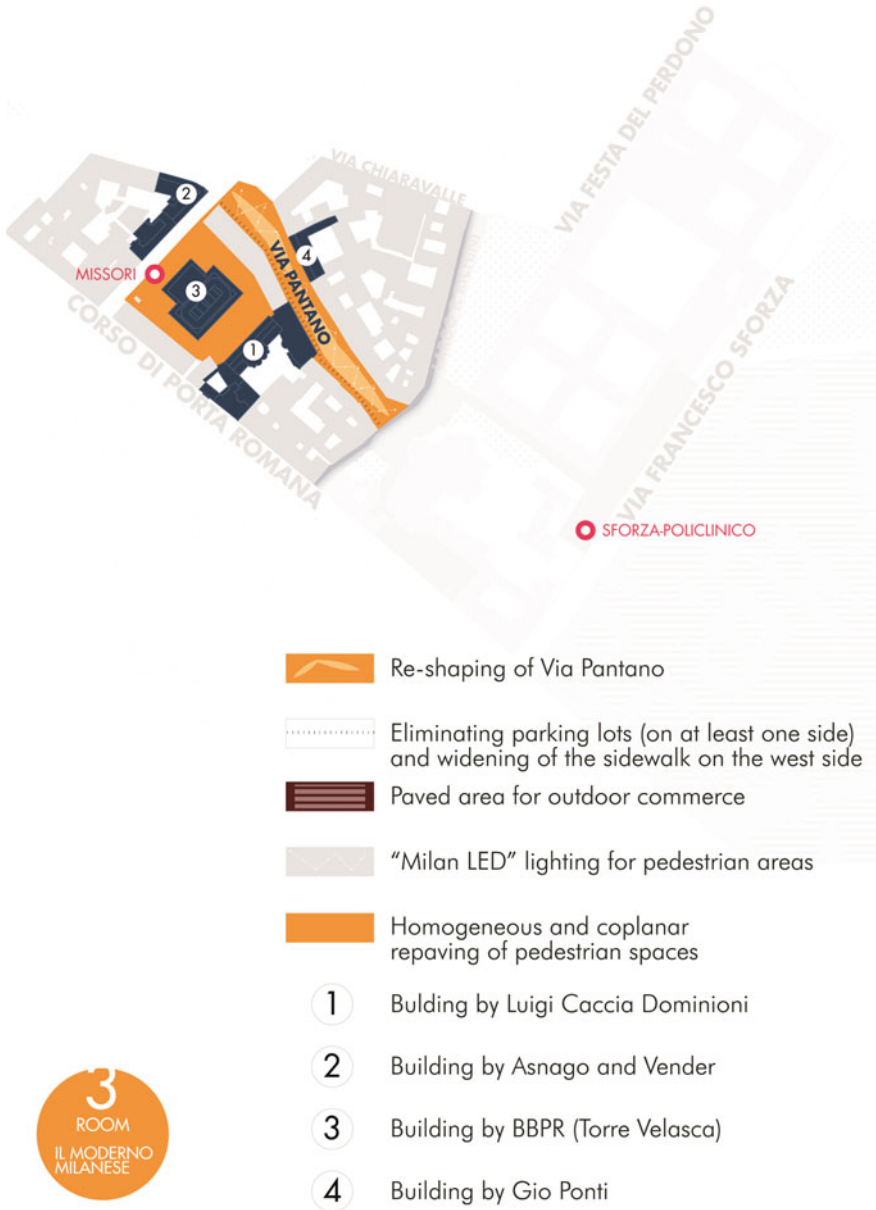 VIA FESTA DEL PERDONO
VIA CHIARAVALLE
2
4
VIA PANTANO
MISSORI
3
1
CORSO DI PORTA ROMANA
VIA FRANCESCO SFORZA
SFORZA-POLICLINICO
Re-shaping of Via Pantano
Eliminating parking lots (on at least one side)
and widening of the sidewalk on the west side
Paved area for outdoor commerce
“Milan LED” lighting for pedestrian areas
Homogeneous and coplanar
repaving of pedestrian spaces
1 Bulding by Luigi Caccia Dominioni
2 Building by Asnago and Vender
3 Building by BBPR (Torre Velasca)
4 Building by Gio Ponti
3
ROOM
IL MODERNO
MILANESE